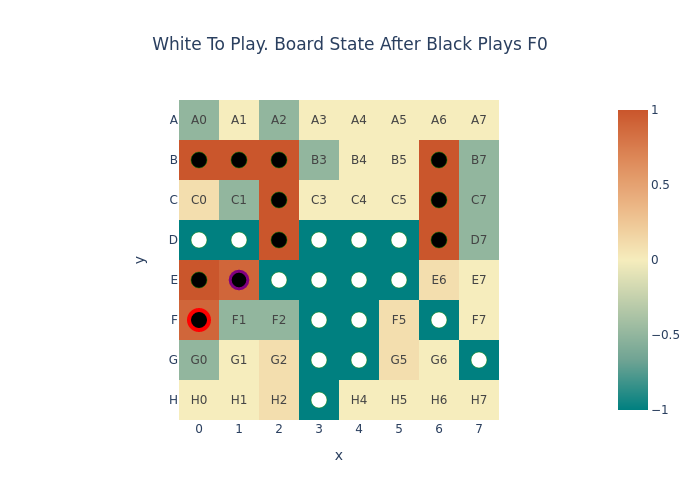 White To Play. Board State After Black Plays F0
A A0 A1 A2 A3 A4 A5 A6 A7
B B3 B4 B5 B7
C C0 C1 C3 C4 C5 C7
D D7
E E6 E7
F F1 F2 F5 F7
G G0 G1 G2 G5 G6
H H0 H1 H2 H4 H5 H6 H7
0 1 2 3 4 5 6 7
x
y
1
0.5
0
−0.5
−1